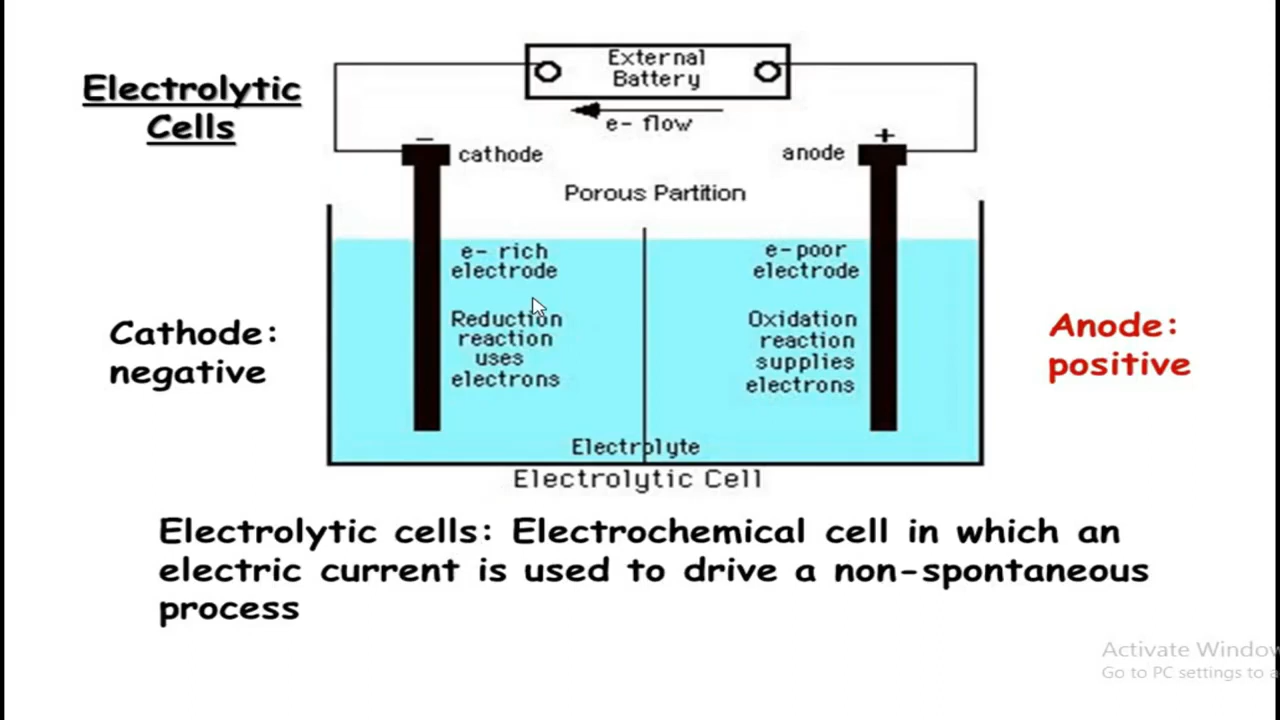 Electrolytic
Cells
External
Battery
e- flow
−
cathode
anode
+
Porous Partition
e- rich
electrode
e-poor
electrode
Reduction
reaction
uses
electrons
Oxidation
reaction
supplies
electrons
Cathode:
negative
Anode:
positive
Electrolyte
Electrolytic Cell
Electrolytic cells: Electrochemical cell in which an
electric current is used to drive a non-spontaneous
process
Activate Window
Go to PC settings to a